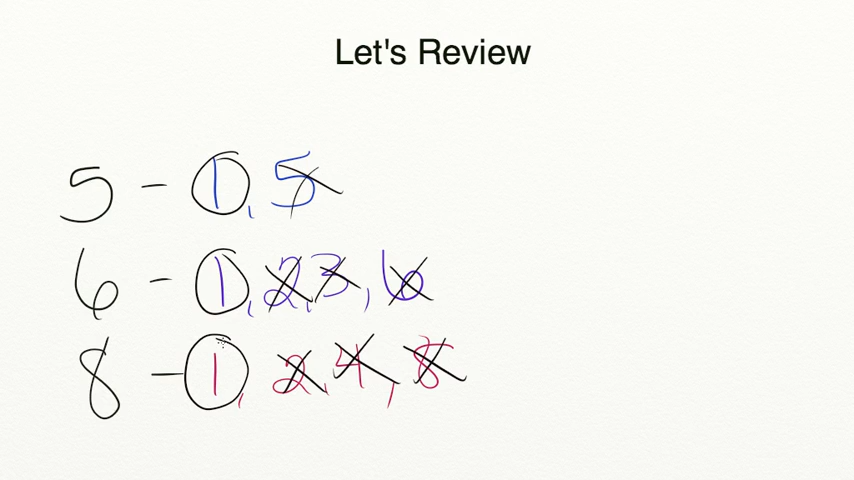 Let's Review
5 - 1, 5
6 - 1, 2, 3, 6
8 - 1, 2, 4, 8